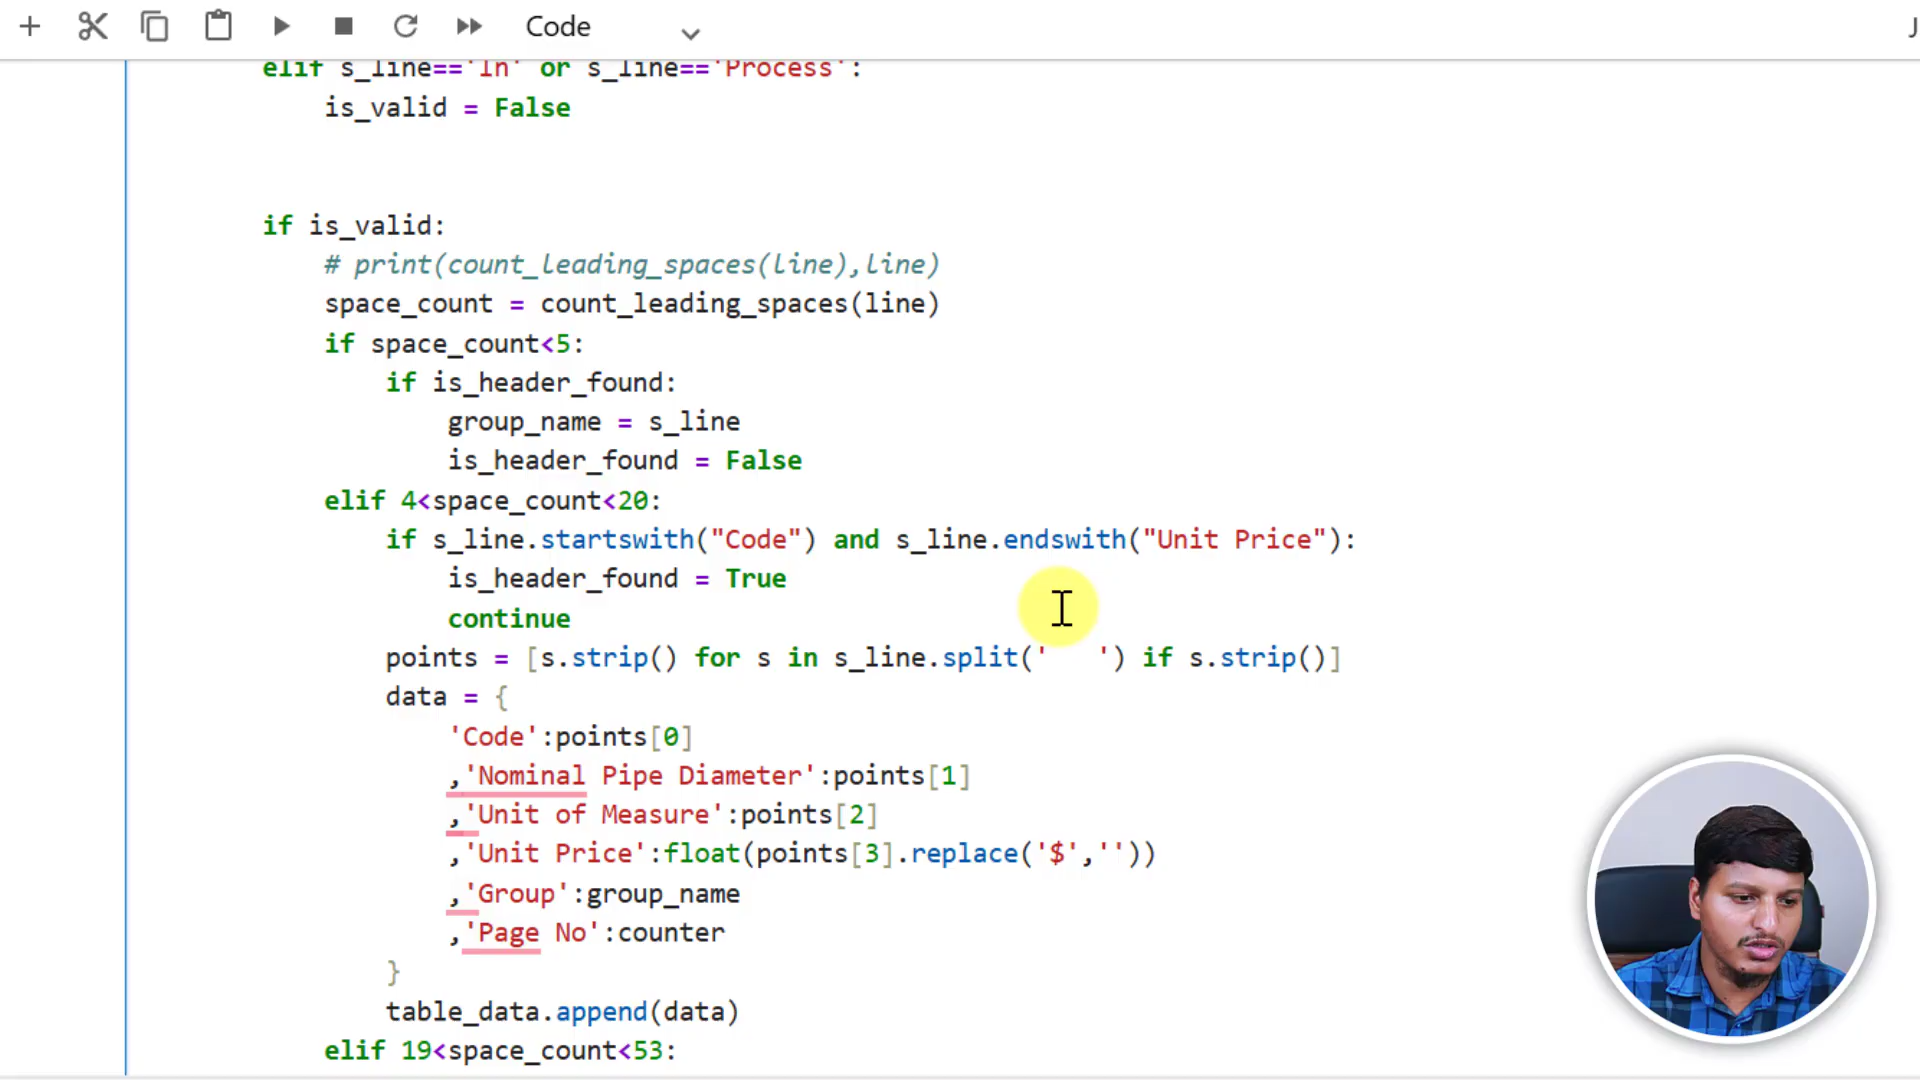 Code
J
elif s_line=='In' or s_line=='Process':
is_valid = False
if is_valid:
# print(count_leading_spaces(line),line)
space_count = count_leading_spaces(line)
if space_count<5:
if is_header_found:
group_name = s_line
is_header_found = False
elif 4<space_count<20:
if s_line.startswith("Code") and s_line.endswith("Unit Price"):
is_header_found = True
continue
points = [s.strip() for s in s_line.split('   ') if s.strip()]
data = {
'Code':points[0]
,'Nominal Pipe Diameter':points[1]
,'Unit of Measure':points[2]
,'Unit Price':float(points[3].replace('$',''))
,'Group':group_name
,'Page No':counter
}
table_data.append(data)
elif 19<space_count<53: